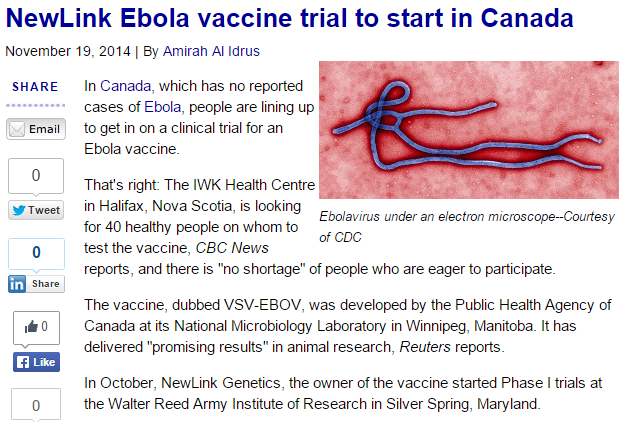 NewLink Ebola vaccine trial to start in Canada
November 19, 2014 | By Amirah Al Idrus
SHARE
Email
0
Tweet
0
in Share
0
f Like
0
In Canada, which has no reported
cases of Ebola, people are lining up
to get in on a clinical trial for an
Ebola vaccine.
That's right: The IWK Health Centre
in Halifax, Nova Scotia, is looking
for 40 healthy people on whom to
test the vaccine, CBC News
reports, and there is "no shortage" of people who are eager to participate.
Ebolavirus under an electron microscope--Courtesy
of CDC
The vaccine, dubbed VSV-EBOV, was developed by the Public Health Agency of
Canada at its National Microbiology Laboratory in Winnipeg, Manitoba. It has
delivered "promising results" in animal research, Reuters reports.
In October, NewLink Genetics, the owner of the vaccine started Phase I trials at
the Walter Reed Army Institute of Research in Silver Spring, Maryland.